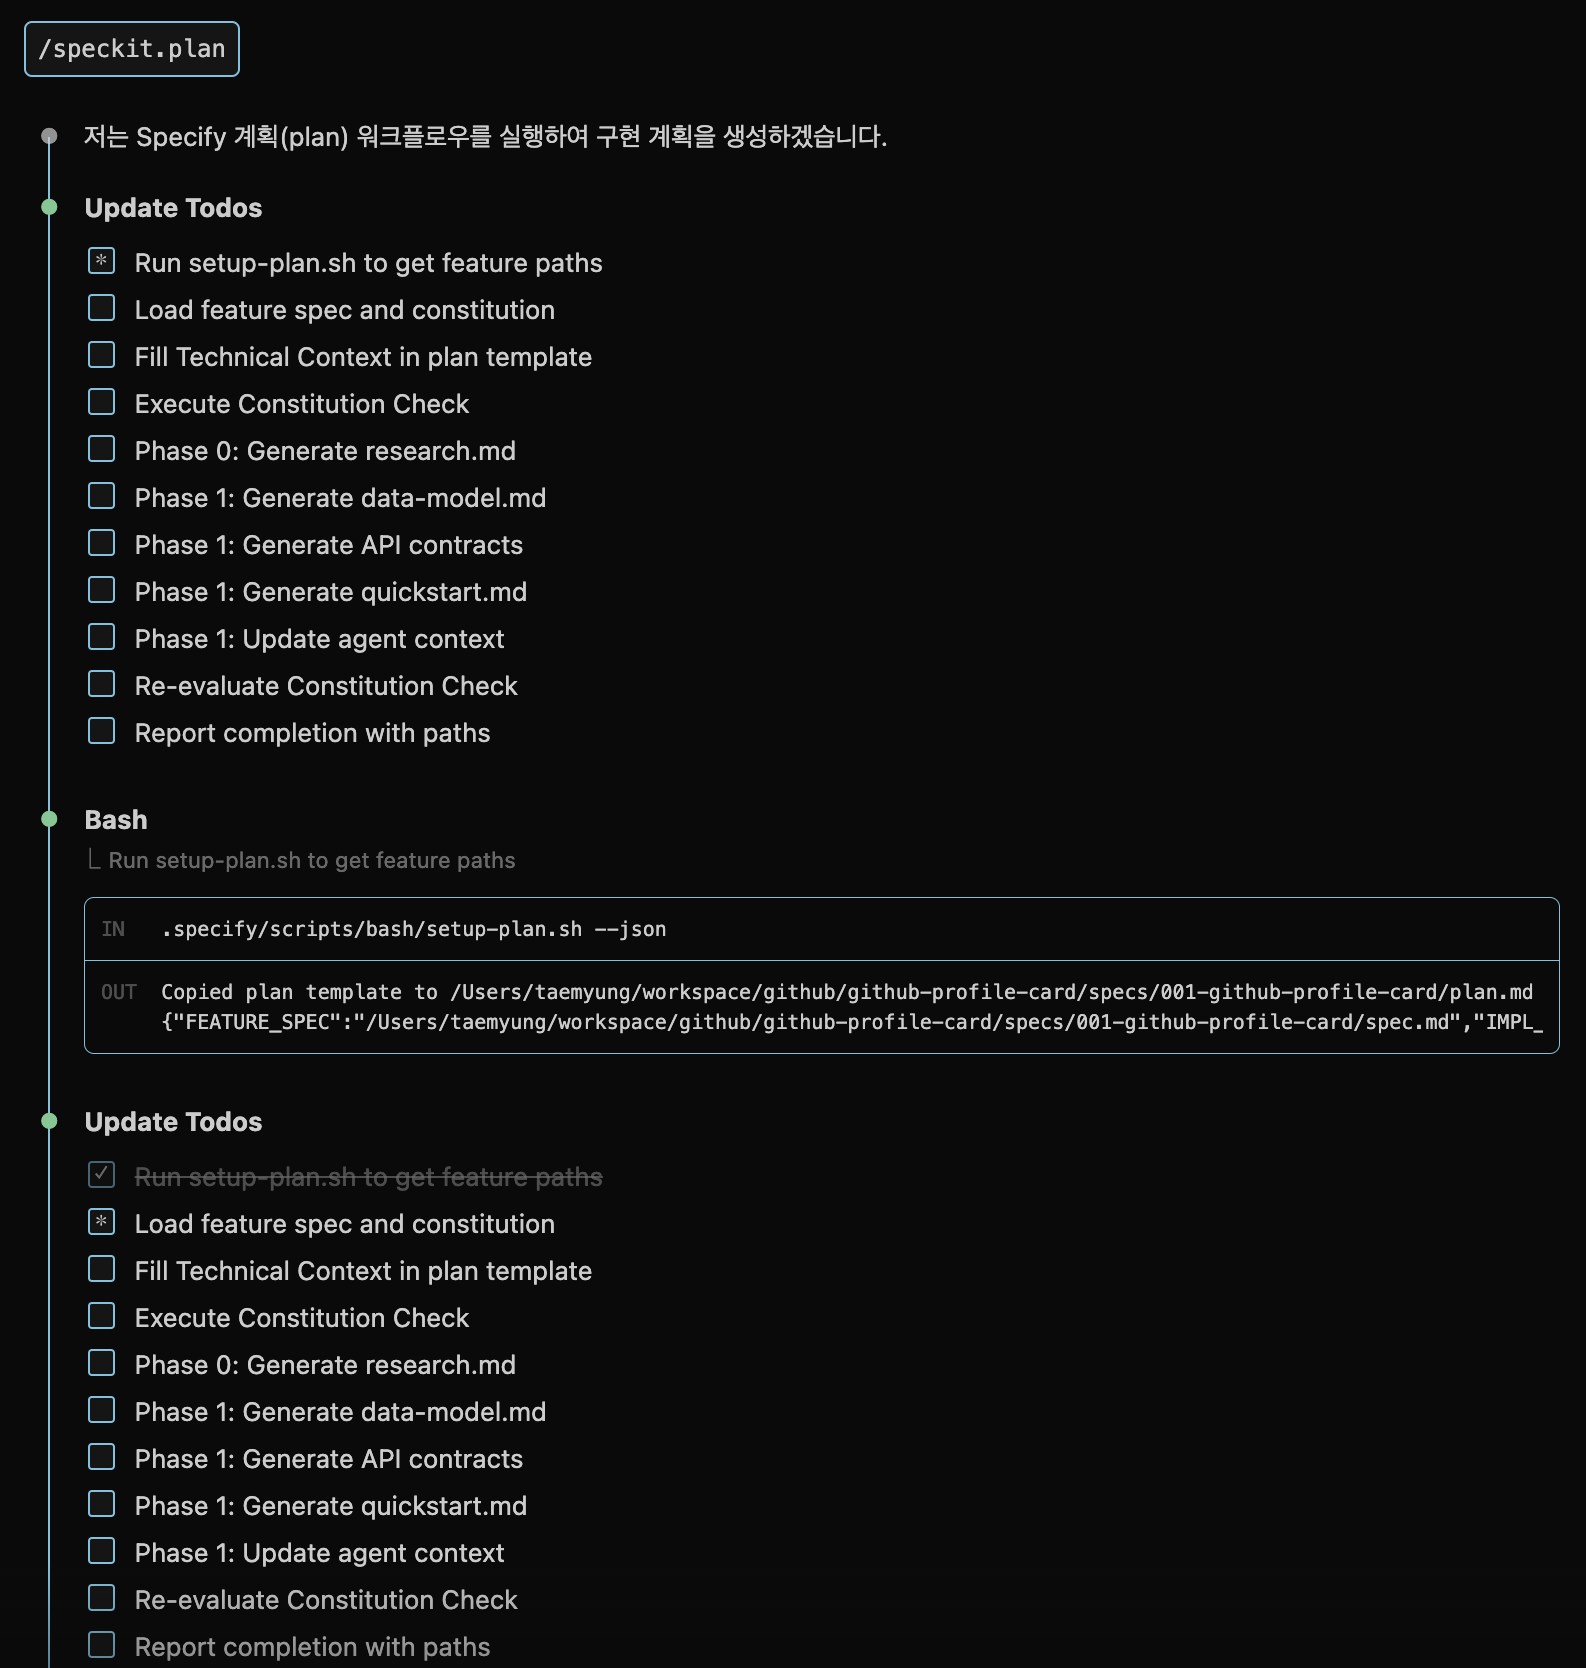 /speckit.plan
저는 Specify 계획(plan) 워크플로우를 실행하여 구현 계획을 생성하겠습니다.
Update Todos
* Run setup-plan.sh to get feature paths
Load feature spec and constitution
Fill Technical Context in plan template
Execute Constitution Check
Phase 0: Generate research.md
Phase 1: Generate data-model.md
Phase 1: Generate API contracts
Phase 1: Generate quickstart.md
Phase 1: Update agent context
Re-evaluate Constitution Check
Report completion with paths
Bash
Run setup-plan.sh to get feature paths
IN .specify/scripts/bash/setup-plan.sh --json
OUT Copied plan template to /Users/taemyung/workspace/github/github-profile-card/specs/001-github-profile-card/plan.md
{"FEATURE_SPEC":"/Users/taemyung/workspace/github/github-profile-card/specs/001-github-profile-card/spec.md","IMPL_
Update Todos
✓ Run setup-plan.sh to get feature paths
* Load feature spec and constitution
Fill Technical Context in plan template
Execute Constitution Check
Phase 0: Generate research.md
Phase 1: Generate data-model.md
Phase 1: Generate API contracts
Phase 1: Generate quickstart.md
Phase 1: Update agent context
Re-evaluate Constitution Check
Report completion with paths